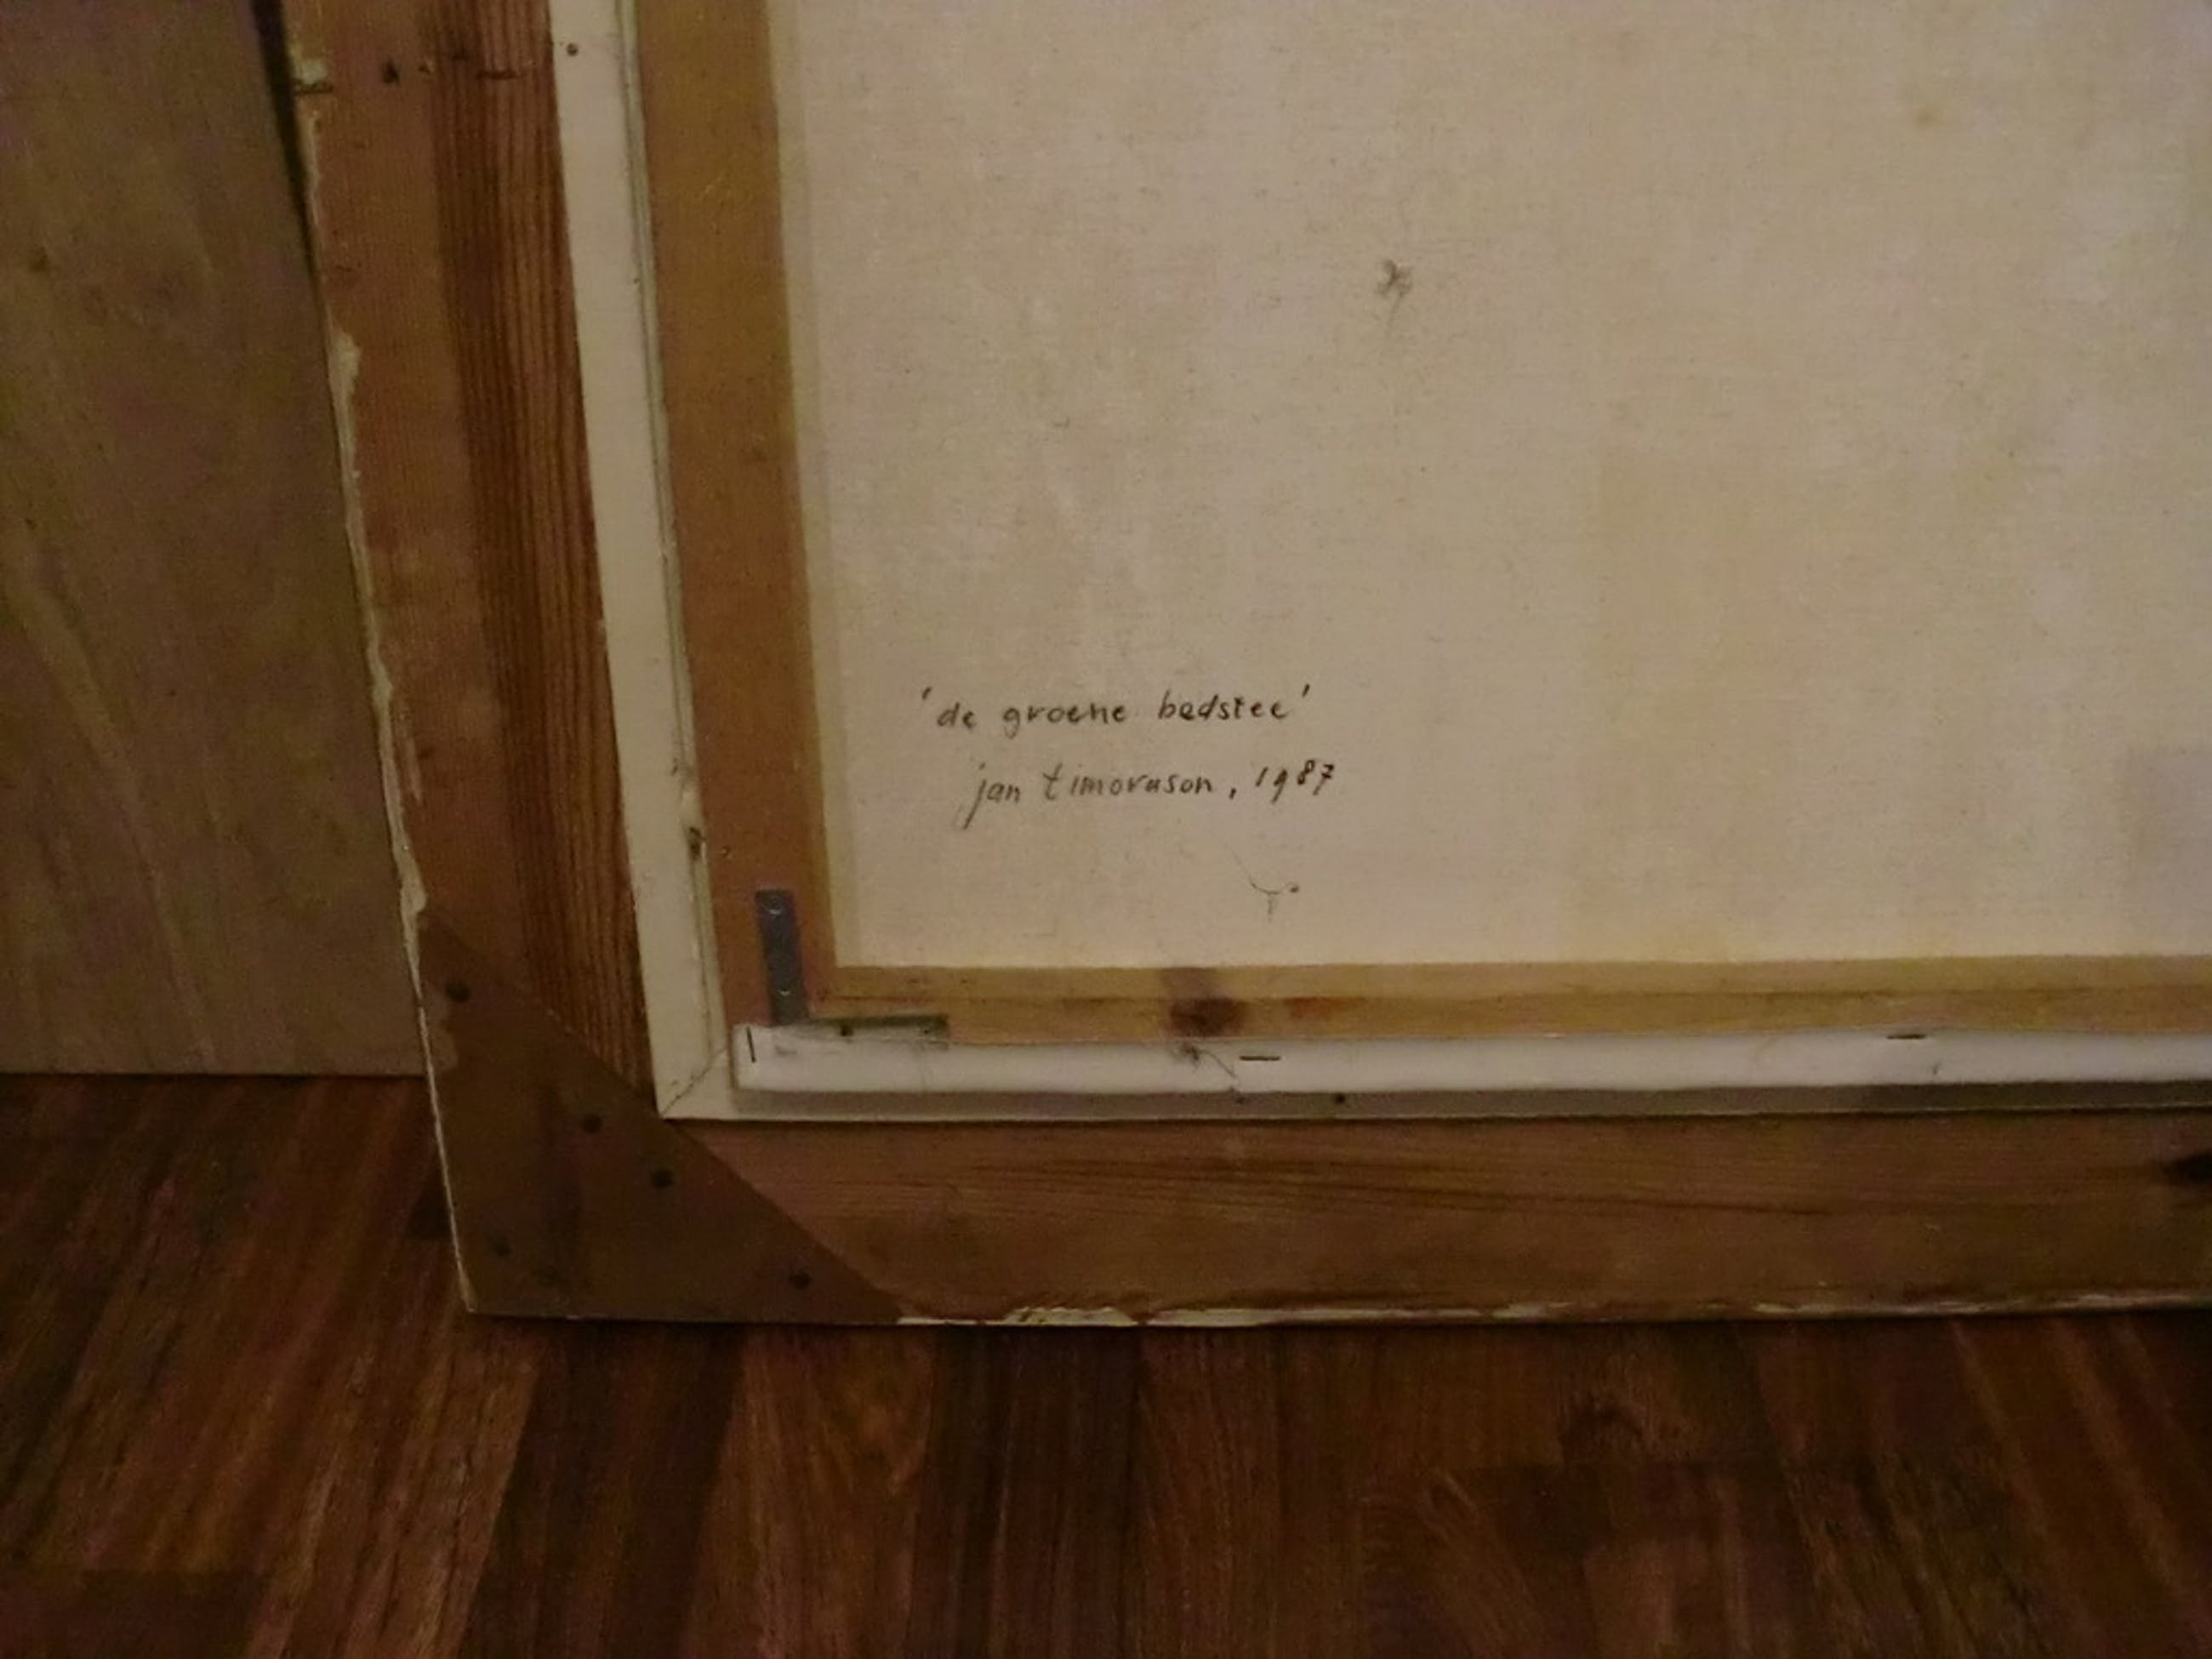 'de groene bedstee'
jan timorason, 1987